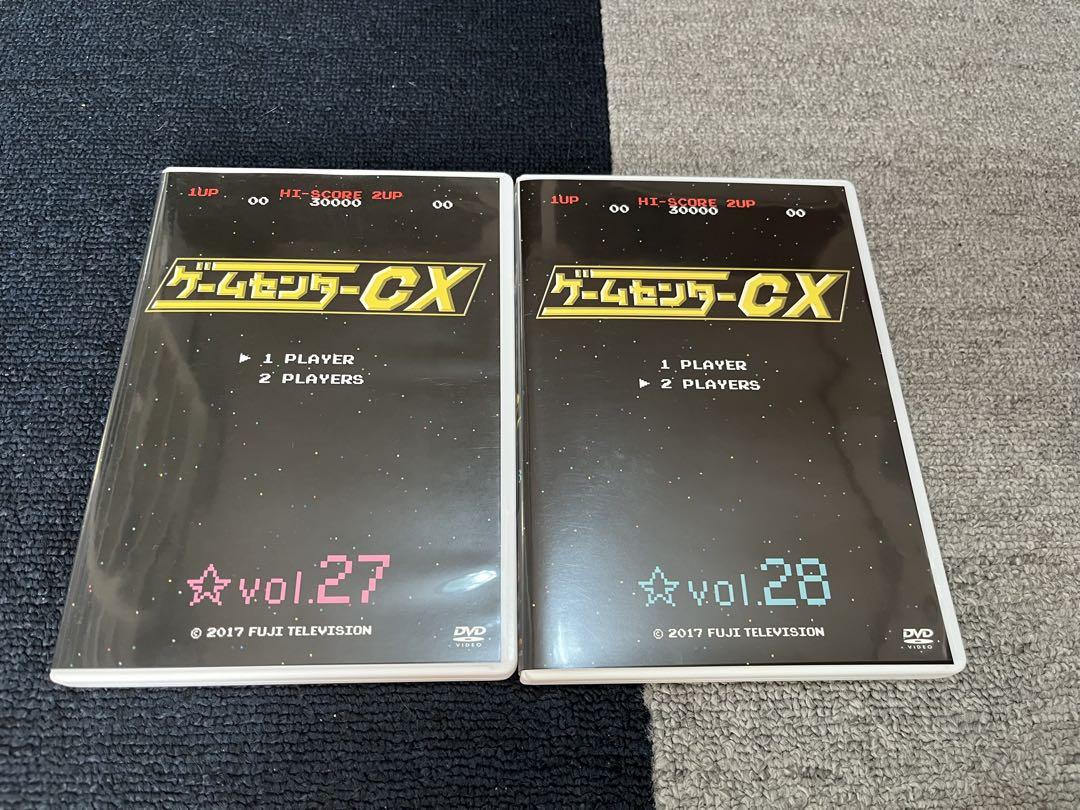 1UP HI-SCORE 2UP
00 30000 00
ゲームセンターCX
▶ 1 PLAYER
2 PLAYERS
☆vol.27
© 2017 FUJI TELEVISION
DVD
VIDEO
1UP HI-SCORE 2UP
00 30000 00
ゲームセンターCX
1 PLAYER
▶ 2 PLAYERS
☆vol.28
© 2017 FUJI TELEVISION
DVD
VIDEO